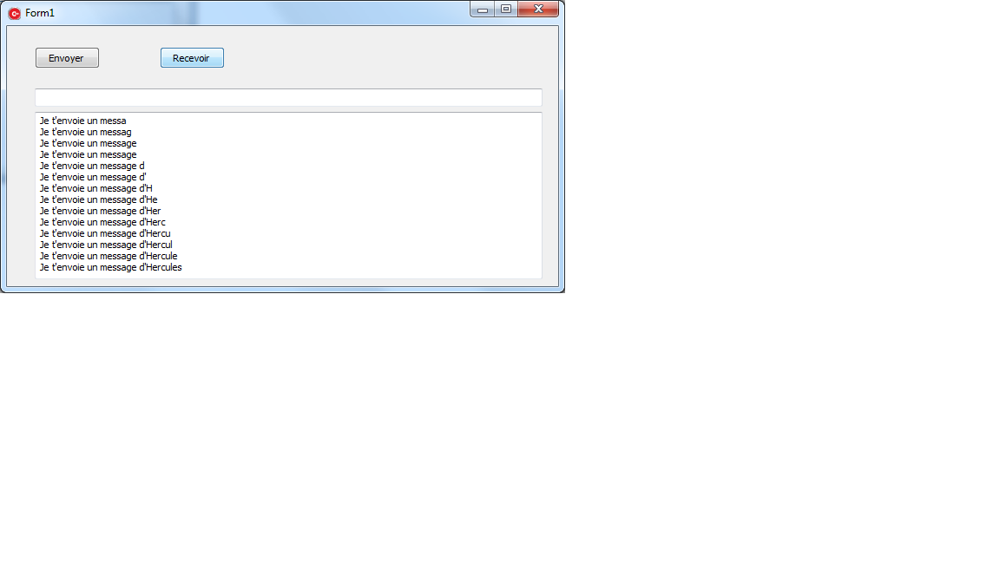 Form1
Envoyer Recevoir
Je t'envoie un messa
Je t'envoie un messag
Je t'envoie un message
Je t'envoie un message
Je t'envoie un message d
Je t'envoie un message d'
Je t'envoie un message d'H
Je t'envoie un message d'He
Je t'envoie un message d'Her
Je t'envoie un message d'Herc
Je t'envoie un message d'Hercu
Je t'envoie un message d'Hercul
Je t'envoie un message d'Hercule
Je t'envoie un message d'Hercules